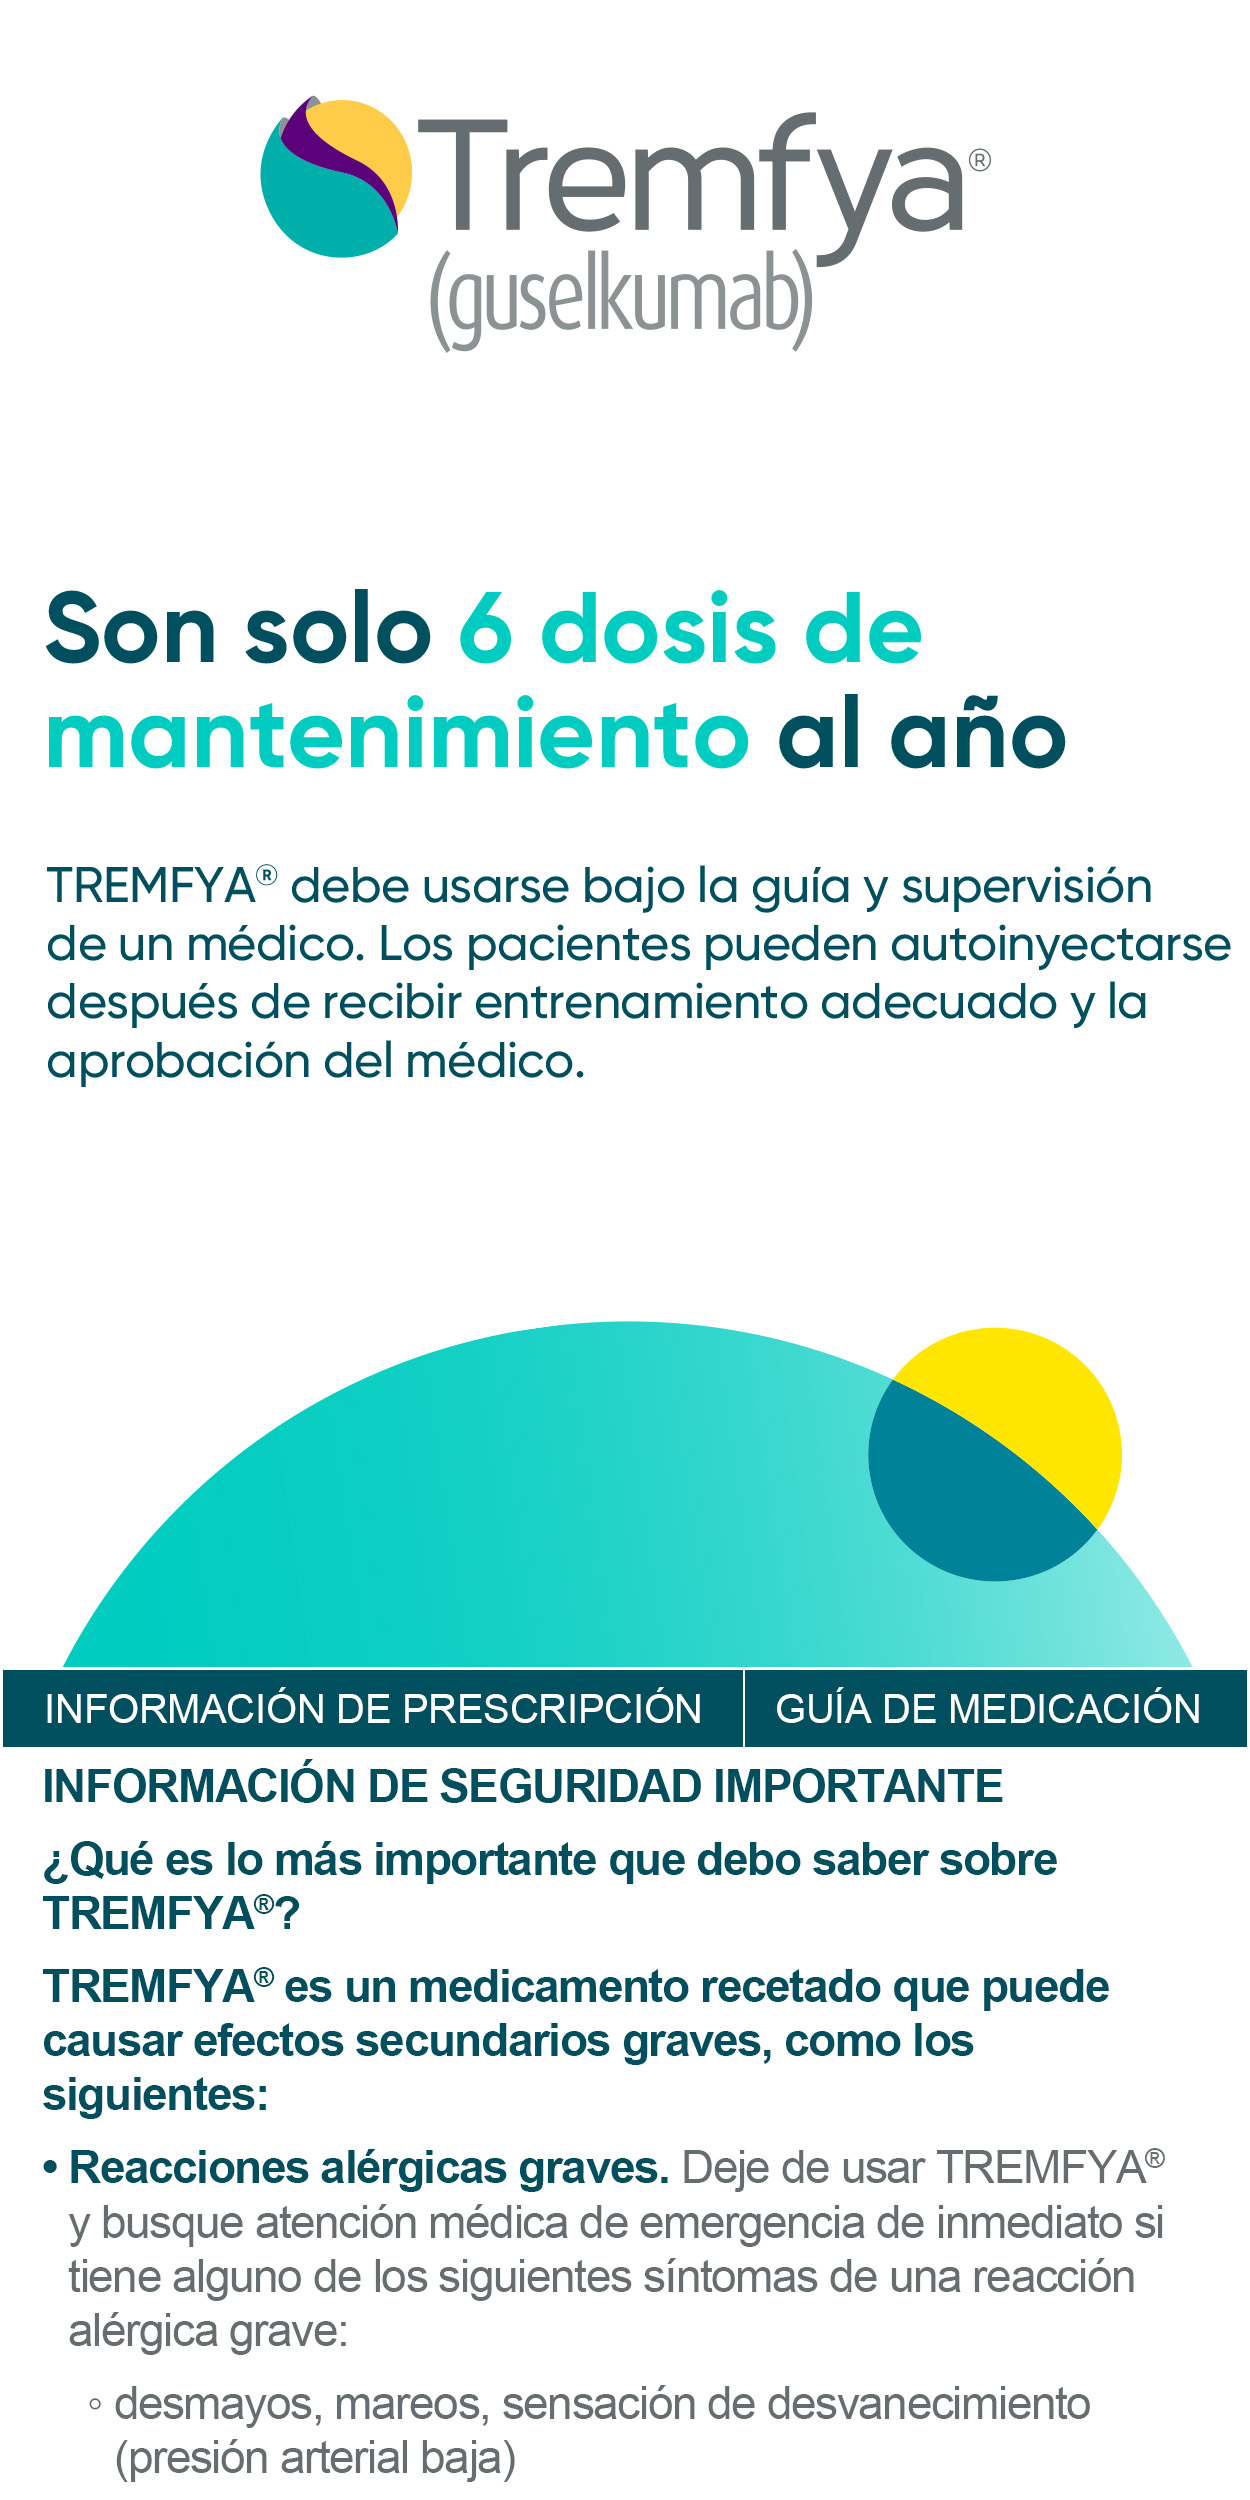 Tremfya®
(guselkumab)
Son solo 6 dosis de
mantenimiento al año
TREMFYA® debe usarse bajo la guía y supervisión
de un médico. Los pacientes pueden autoinyectarse
después de recibir entrenamiento adecuado y la
aprobación del médico.
INFORMACIÓN DE PRESCRIPCIÓN
GUÍA DE MEDICACIÓN
INFORMACIÓN DE SEGURIDAD IMPORTANTE
¿Qué es lo más importante que debo saber sobre
TREMFYA®?
TREMFYA® es un medicamento recetado que puede
causar efectos secundarios graves, como los
siguientes:
• Reacciones alérgicas graves. Deje de usar TREMFYA®
y busque atención médica de emergencia de inmediato si
tiene alguno de los siguientes síntomas de una reacción
alérgica grave:
◦ desmayos, mareos, sensación de desvanecimiento
(presión arterial baja)